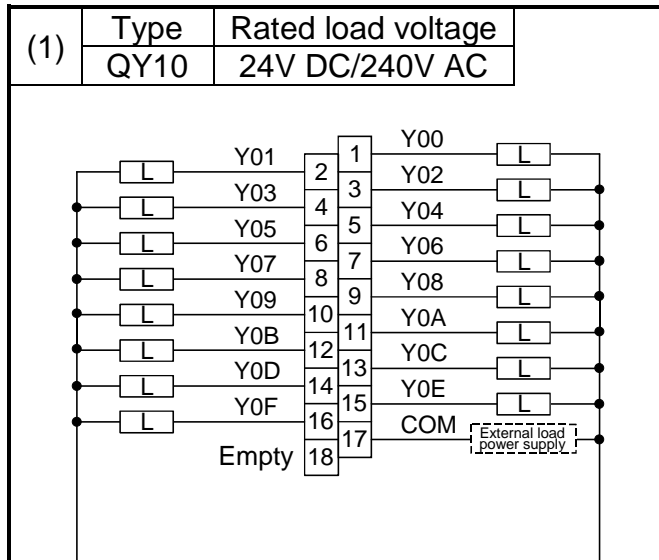 (1) Type Rated load voltage
QY10 24V DC/240V AC
1 Y00 L
L Y01 2
3 Y02 L
L Y03 4
5 Y04 L
L Y05 6
7 Y06 L
L Y07 8
9 Y08 L
L Y09 10
11 Y0A L
L Y0B 12
13 Y0C L
L Y0D 14
15 Y0E L
L Y0F 16
17 COM External load
power supply
Empty 18